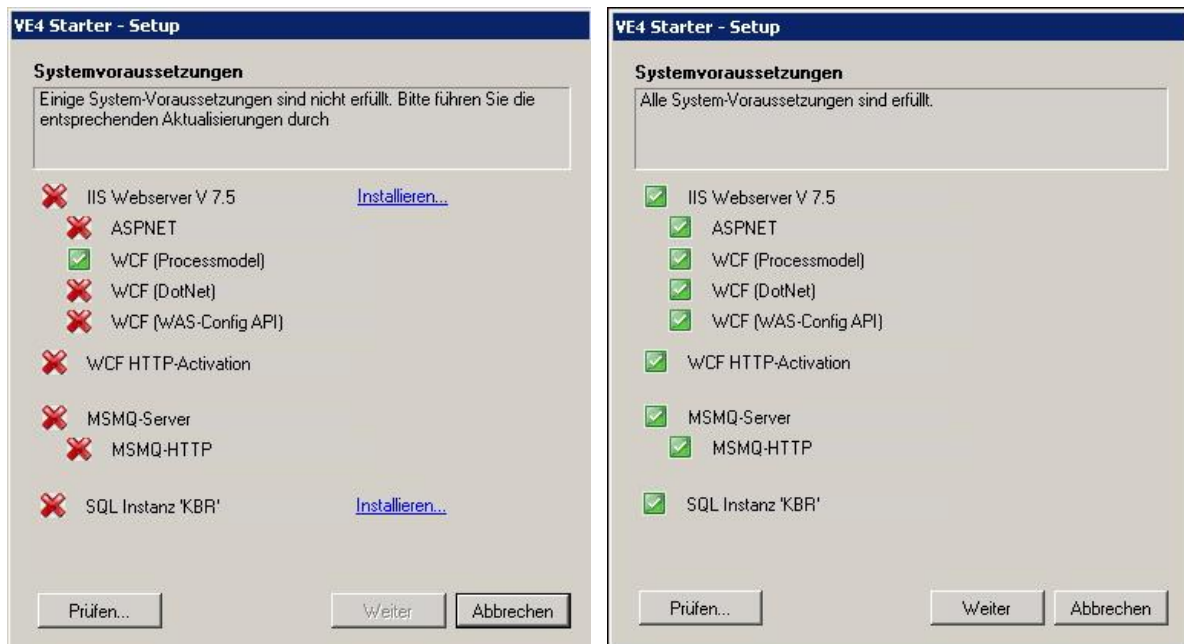 VE4 Starter - Setup
Systemvoraussetzungen
Einige System-Voraussetzungen sind nicht erfüllt. Bitte führen Sie die
entsprechenden Aktualisierungen durch
IIS Webserver V 7.5 Installieren...
ASPNET
WCF (Processmodel)
WCF (DotNet)
WCF (WAS-Config API)
WCF HTTP-Activation
MSMQ-Server
MSMQ-HTTP
SQL Instanz 'KBR' Installieren...
Prüfen... Weiter Abbrechen
VE4 Starter - Setup
Systemvoraussetzungen
Alle System-Voraussetzungen sind erfüllt.
IIS Webserver V 7.5
ASPNET
WCF (Processmodel)
WCF (DotNet)
WCF (WAS-Config API)
WCF HTTP-Activation
MSMQ-Server
MSMQ-HTTP
SQL Instanz 'KBR'
Prüfen... Weiter Abbrechen